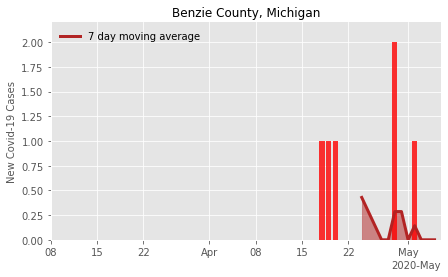 Benzie County, Michigan
7 day moving average
New Covid-19 Cases
2.00
1.75
1.50
1.25
1.00
0.75
0.50
0.25
0.00
08 15 22 Apr 08 15 22 May
2020-May